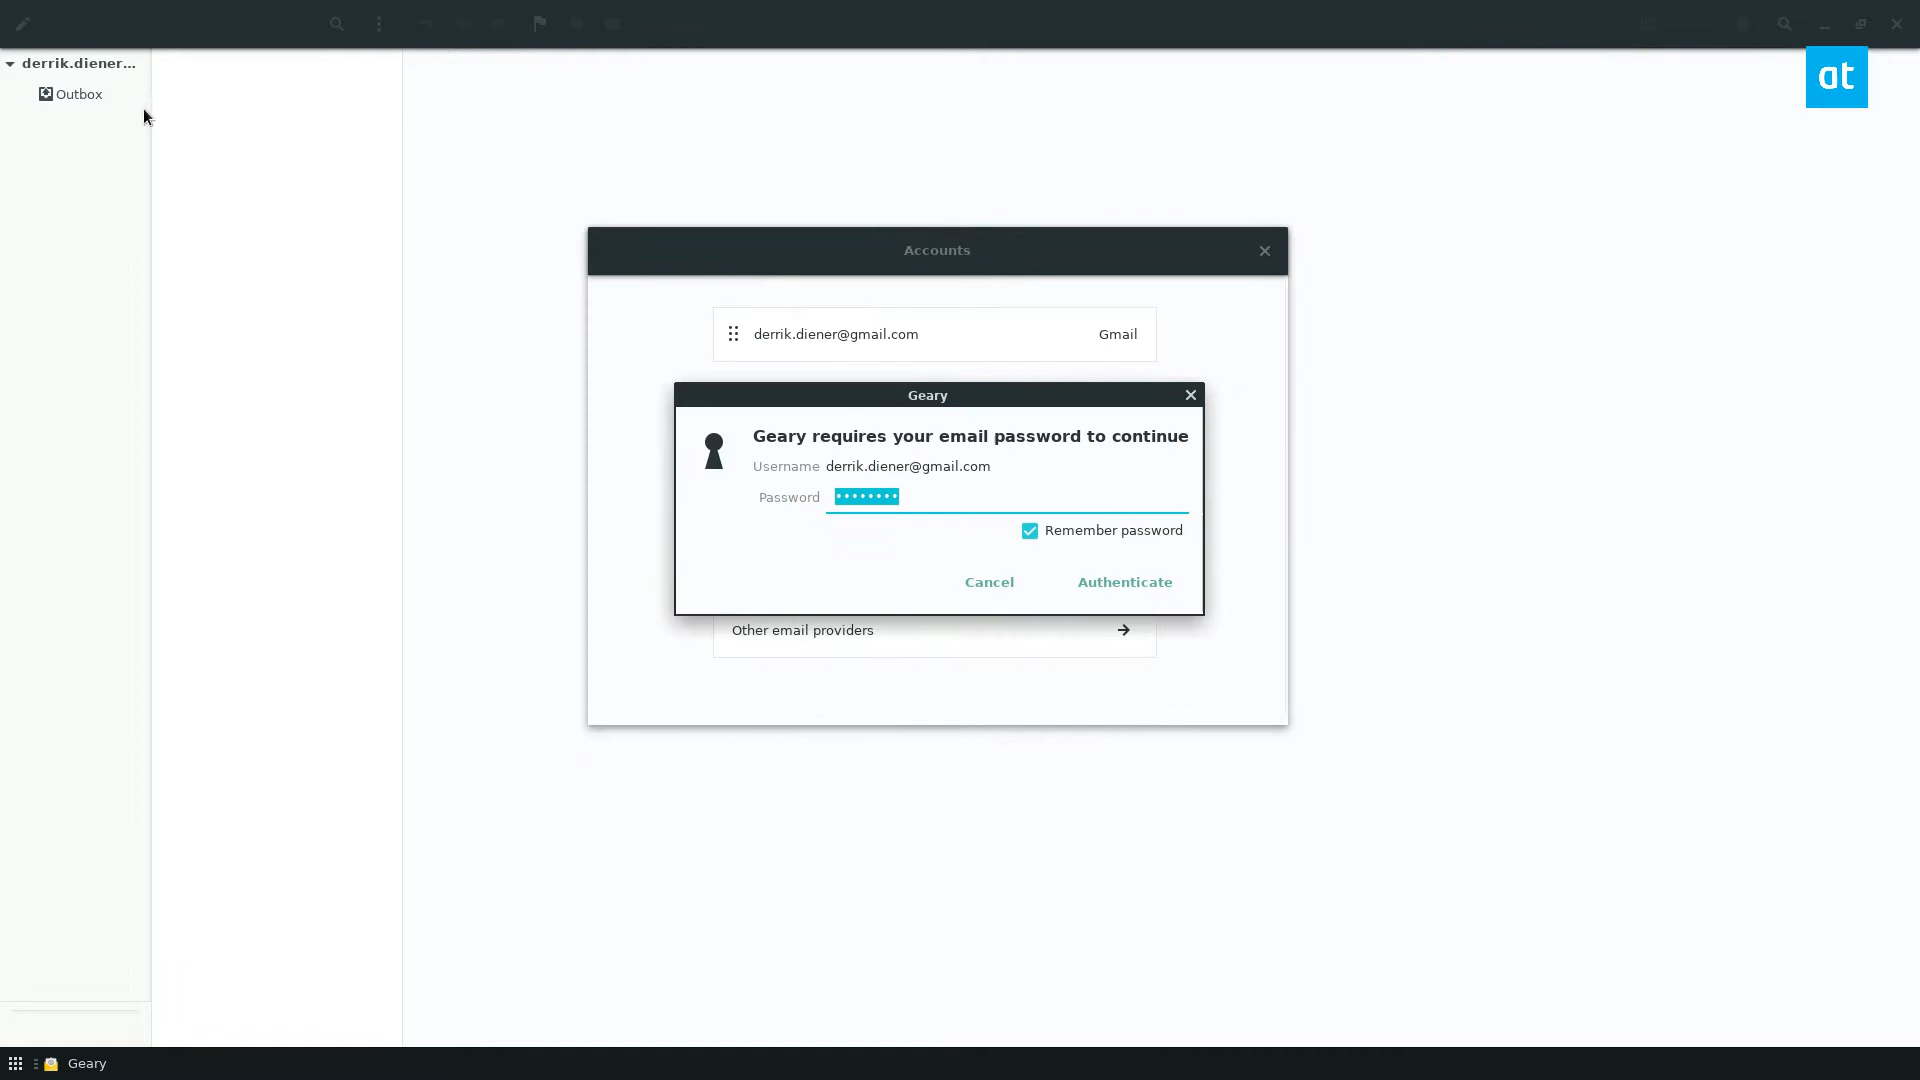 derrik.diener...
Outbox
at
Accounts
derrik.diener@gmail.com Gmail
Geary
Geary requires your email password to continue
Username derrik.diener@gmail.com
Password ••••••••
Remember password
Cancel Authenticate
Other email providers
Geary